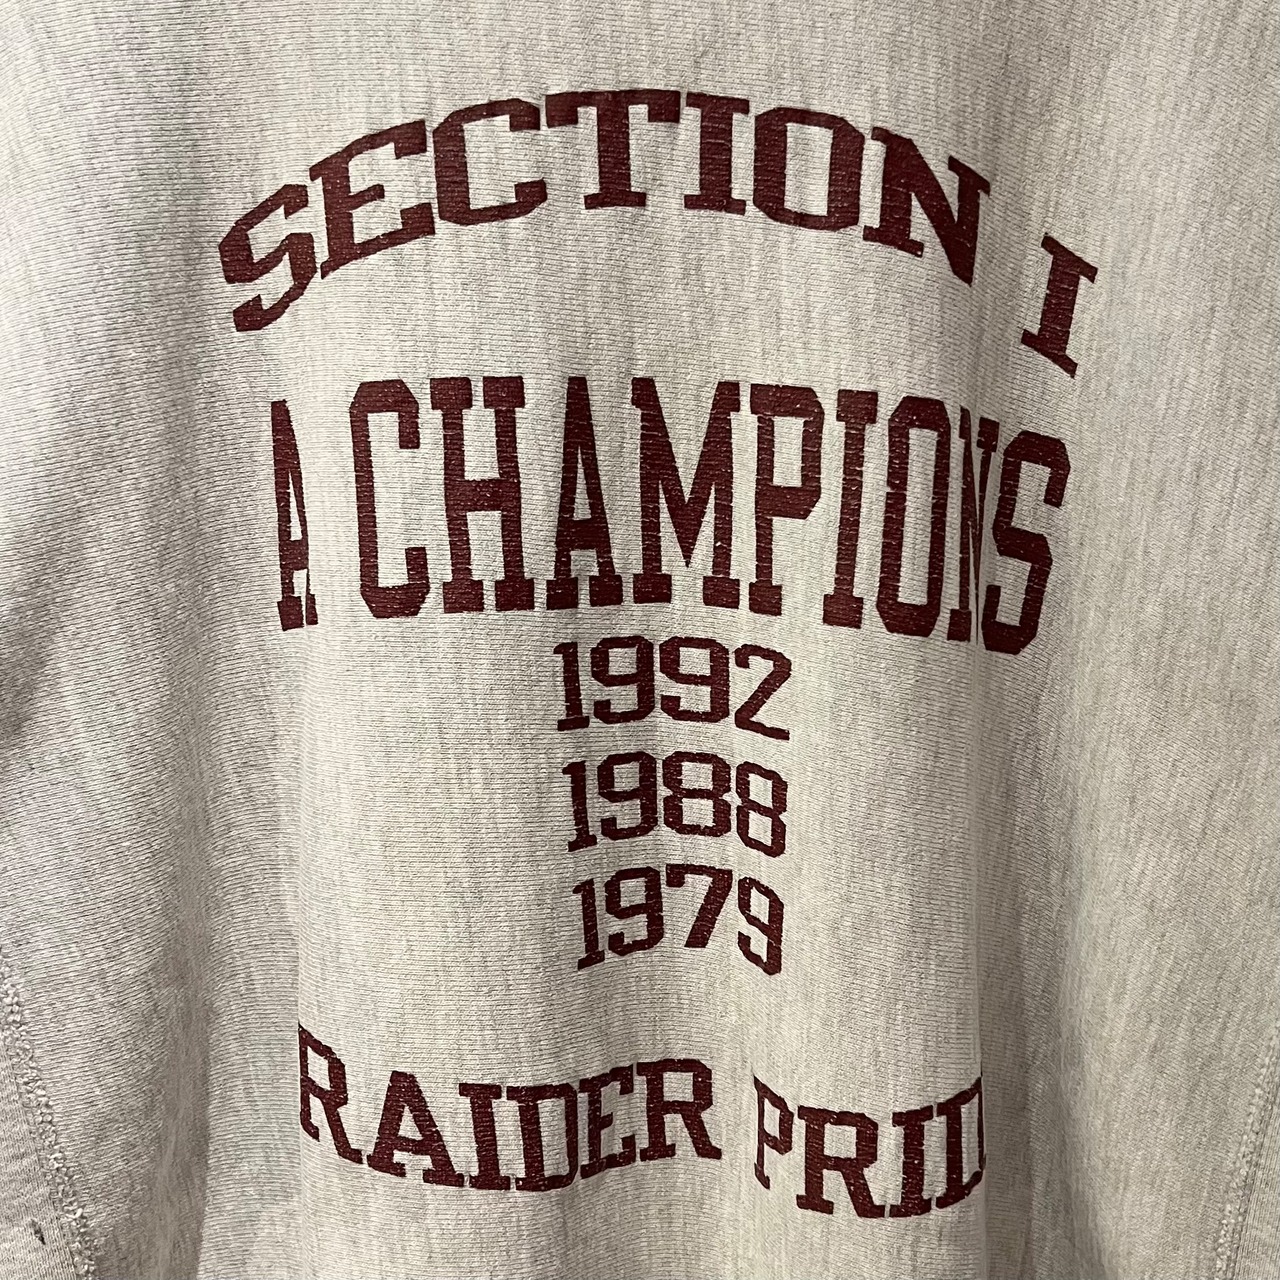 SECTION I
A CHAMPIONS
1992
1988
1979
RAIDER PRID